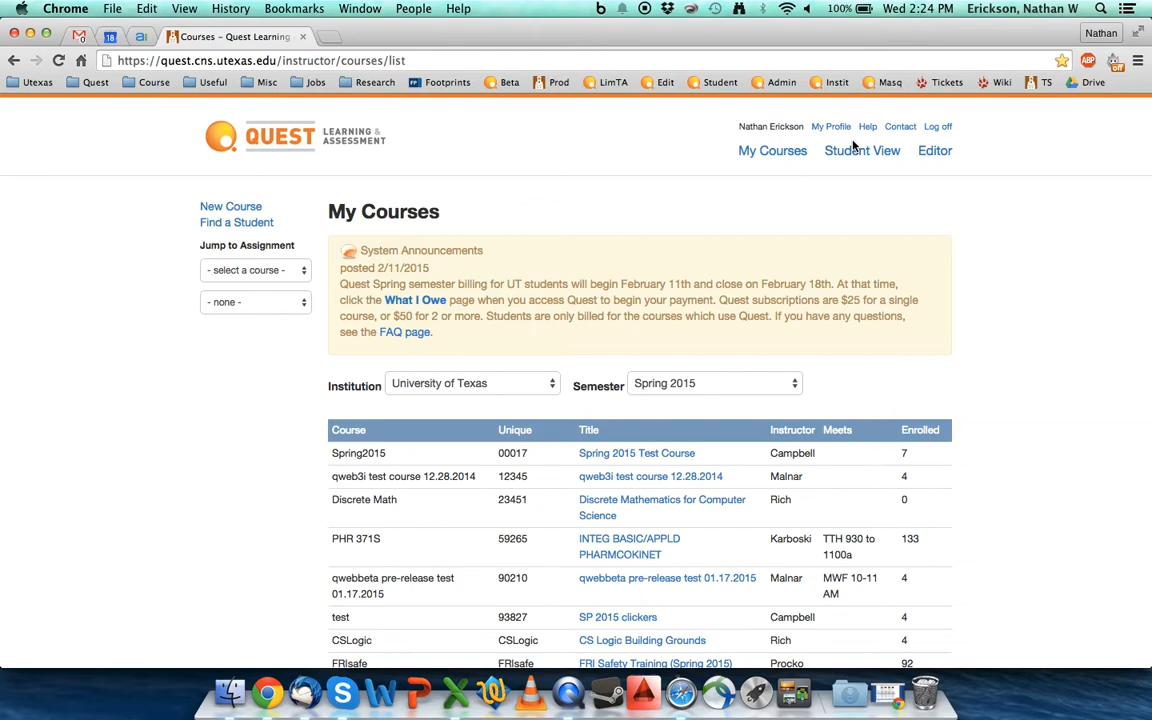 Chrome File Edit View History Bookmarks Window People Help 100% Wed 2:24 PM Erickson, Nathan W
Courses – Quest Learning Nathan
https://quest.cns.utexas.edu/instructor/courses/list
Utexas Quest Course Useful Misc Jobs Research Footprints Beta Prod LimTA Edit Student Admin Instit Masq Tickets Wiki TS Drive
Nathan Erickson My Profile Help Contact Log off
QUEST LEARNING & ASSESSMENT
My Courses Student View Editor
New Course
Find a Student
Jump to Assignment
- select a course -
- none -
My Courses
System Announcements
posted 2/11/2015
Quest Spring semester billing for UT students will begin February 11th and close on February 18th. At that time,
click the What I Owe page when you access Quest to begin your payment. Quest subscriptions are $25 for a single
course, or $50 for 2 or more. Students are only billed for the courses which use Quest. If you have any questions,
see the FAQ page.
Institution University of Texas Semester Spring 2015
Course Unique Title Instructor Meets Enrolled
Spring2015 00017 Spring 2015 Test Course Campbell 7
qweb3i test course 12.28.2014 12345 qweb3i test course 12.28.2014 Malnar 4
Discrete Math 23451 Discrete Mathematics for Computer Rich 0
Science
PHR 371S 59265 INTEG BASIC/APPLD Karboski TTH 930 to 133
PHARMCOKINET 1100a
qwebbeta pre-release test 90210 qwebbeta pre-release test 01.17.2015 Malnar MWF 10-11 4
01.17.2015 AM
test 93827 SP 2015 clickers Campbell 4
CSLogic CSLogic CS Logic Building Grounds Rich 4
FRIsafe FRIsafe FRI Safety Training (Spring 2015) Procko 92